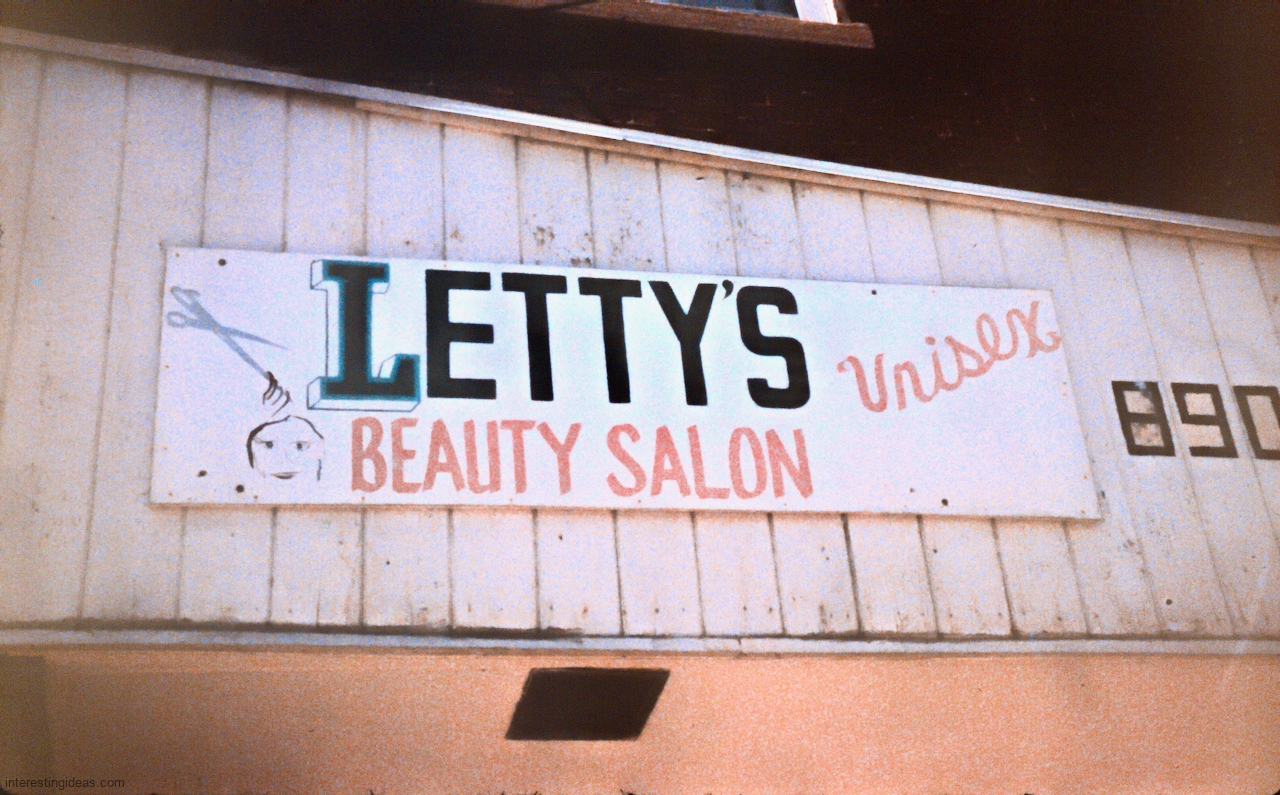 LETTY'S
BEAUTY SALON
Unisex
890
interestingideas.com